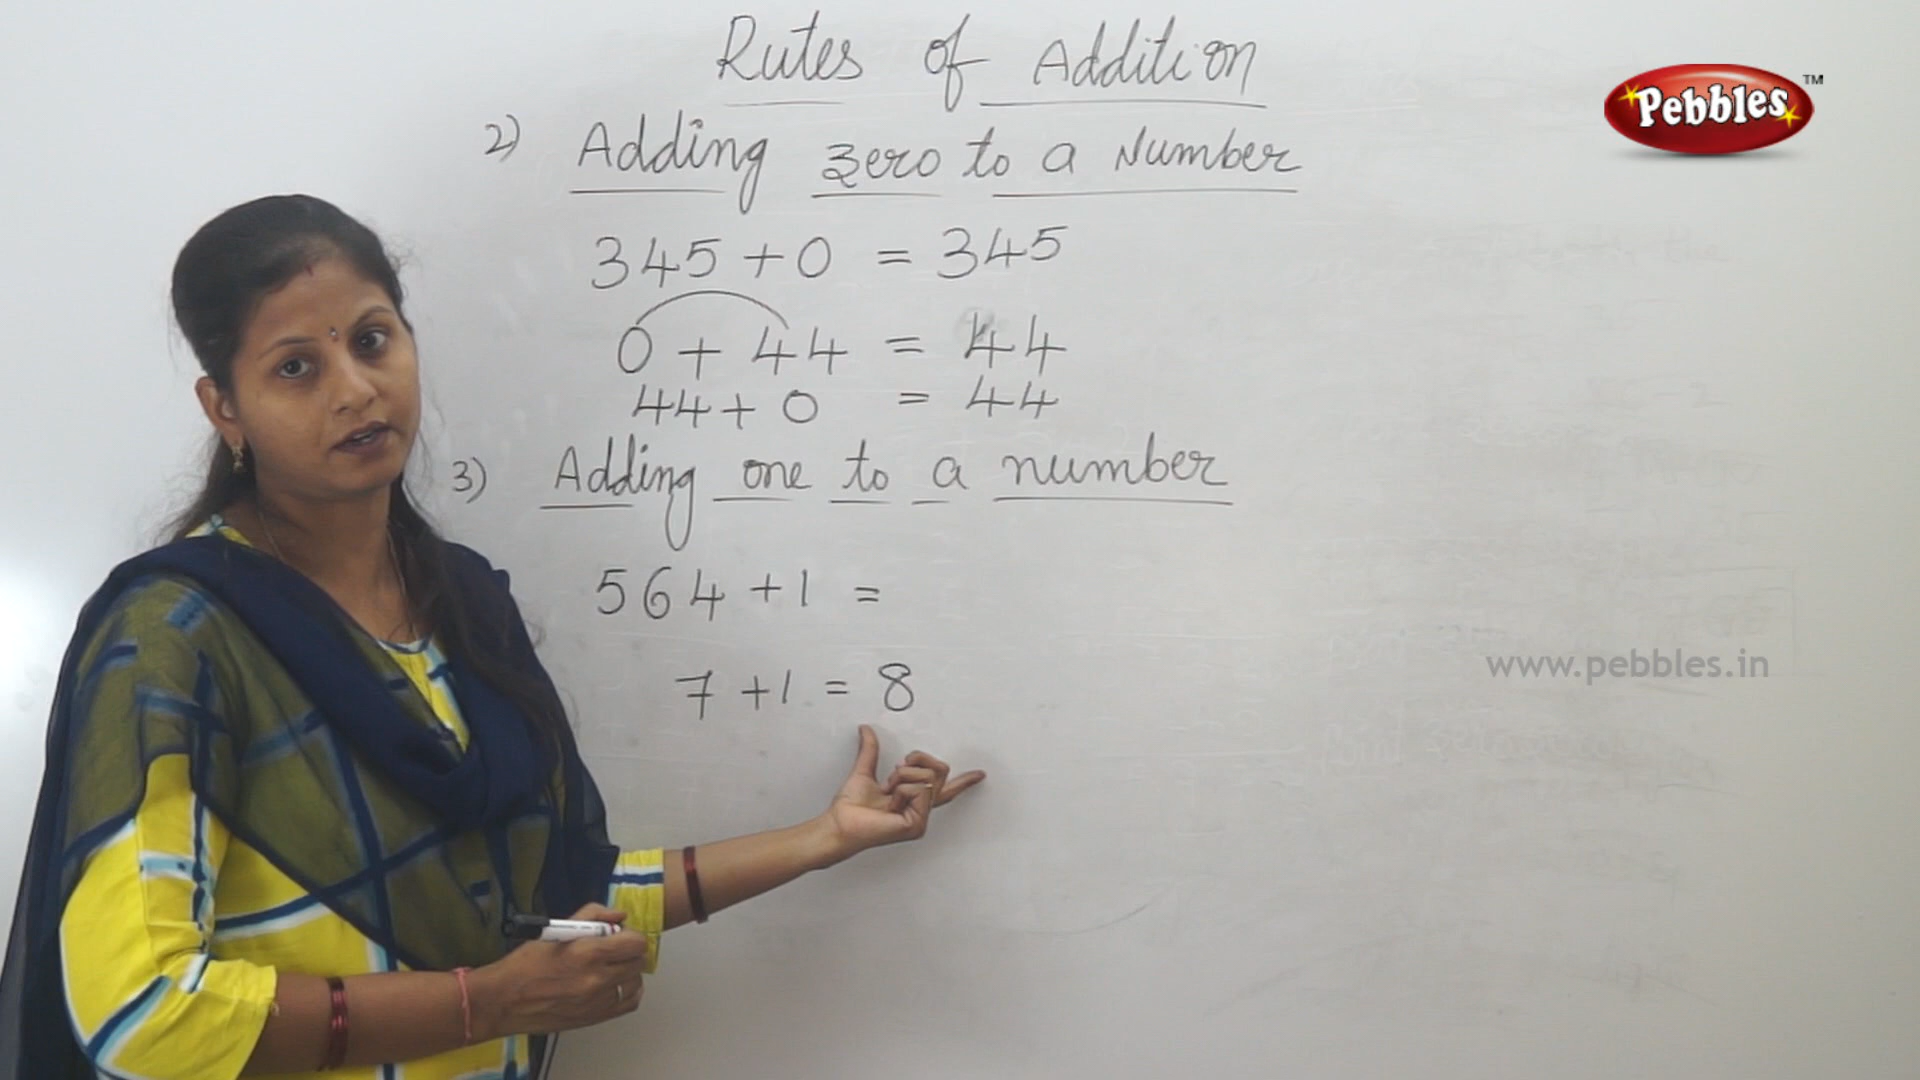 Rules of Addition
Pebbles TM
2) Adding zero to a Number
345 + 0 = 345
0 + 44 = 44
44 + 0 = 44
3) Adding one to a number
564 + 1 =
www.pebbles.in
7 + 1 = 8